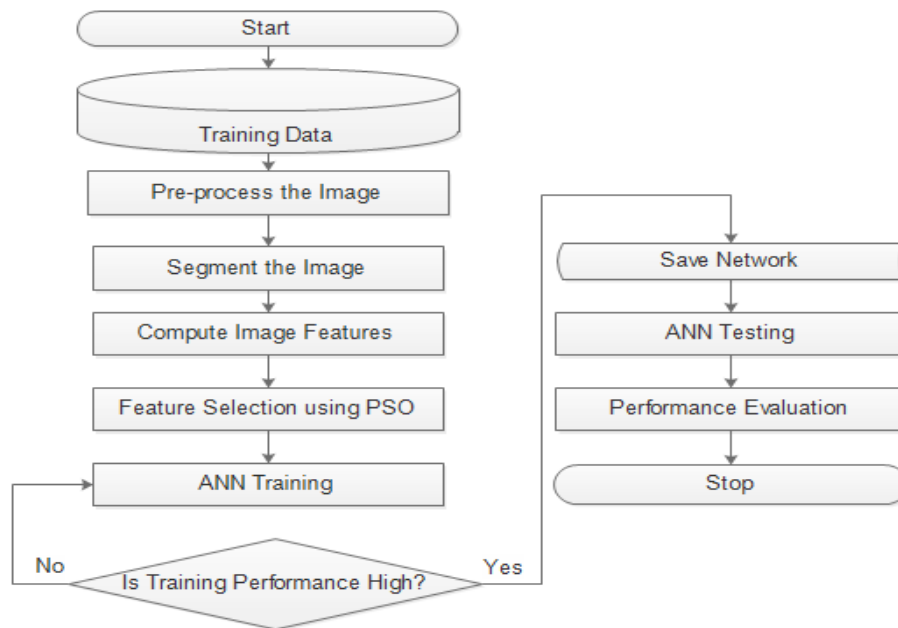 Start
Training Data
Pre-process the Image
Segment the Image
Compute Image Features
Feature Selection using PSO
ANN Training
No
Is Training Performance High?
Yes
Save Network
ANN Testing
Performance Evaluation
Stop